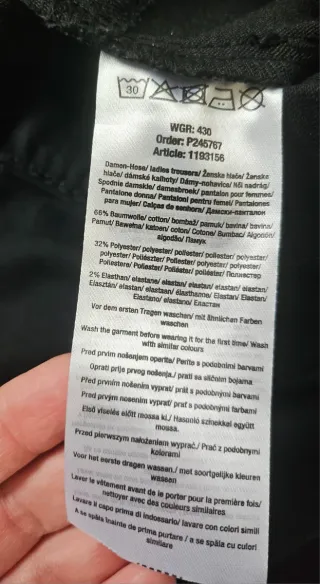 30
WGR: 430
Order: P245767
Article: 1193156
Damen-Hose/ ladies trousers/ Ženske hlače/ Ženske
hlače/ dámské kalhoty/ Dámy-nohavice/ Női nadrág/
Spodnie damskie/ damesbroek/ pantalon pour femmes/
Pantalone donna/ Pantaloni pentru femei/ Pantalones
para mujer/ Calças de senhora/ Дамски-панталон
66% Baumwolle/ cotton/ bombaž/ pamuk/ bavlna/ bavlna/
Pamut/ Bawełna/ katoen/ coton/ Cotone/ Bumbac/ Algodón/
algodão/ Памук
32% Polyester/ polyester/ poliester/ poliester/ polyester/
polyester/ Poliészter/ Poliester/ polyester/ polyester/
Poliestere/ Poliester/ Poliéster/ poliéster/ Полиестер
2% Elasthan/ elastane/ elastan/ elastan/ elastan/ elastan/
Elasztán/ elastan/ elastaan/ élasthanne/ Elastan/ Elastan/
Elastano/ elastano/ Еластан
Vor dem ersten Tragen waschen/ mit ähnlichen Farben
waschen
Wash the garment before wearing it for the first time/ Wash
with similar colours
Pred prvim nošenjem operite/ Perite s podobnimi barvami
Oprati prije prvog nošenja./ prati sa sličnim bojama
Před prvním nošením vyprat/ prát s podobnými barvami
Pred prvým nosením vyprať/ prať s podobnými farbami
Első viselés előtt mossa ki./ Hasonló színekkel együtt
mossa.
Przed pierwszym nałożeniem wyprać./ Prać z podobnymi
kolorami
Voor het eerste dragen wassen./ met soortgelijke kleuren
wassen
Laver le vêtement avant de le porter pour la première fois/
nettoyer avec des couleurs similaires
Lavare il capo prima di indossarlo/ lavare con colori simili
A se spăla înainte de prima purtare / a se spăla cu culori
similare